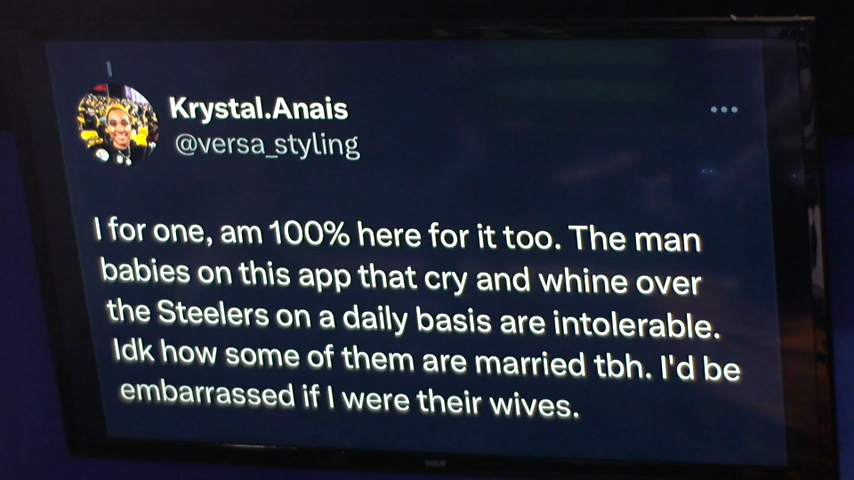 Krystal.Anais
@versa_styling
I for one, am 100% here for it too. The man
babies on this app that cry and whine over
the Steelers on a daily basis are intolerable.
Idk how some of them are married tbh. I'd be
embarrassed if I were their wives.